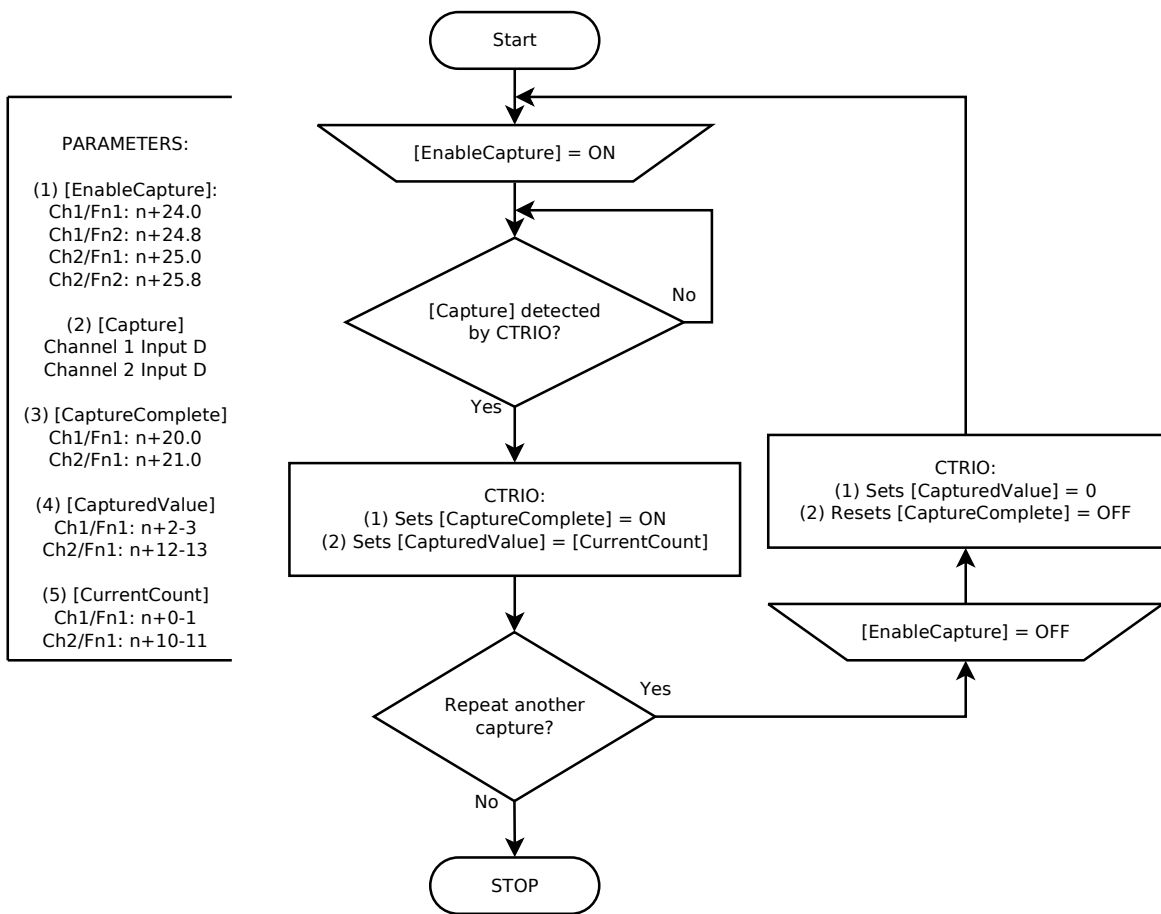 Start
PARAMETERS:
(1) [EnableCapture]:
Ch1/Fn1: n+24.0
Ch1/Fn2: n+24.8
Ch2/Fn1: n+25.0
Ch2/Fn2: n+25.8
(2) [Capture]
Channel 1 Input D
Channel 2 Input D
(3) [CaptureComplete]
Ch1/Fn1: n+20.0
Ch2/Fn1: n+21.0
(4) [CapturedValue]
Ch1/Fn1: n+2-3
Ch2/Fn1: n+12-13
(5) [CurrentCount]
Ch1/Fn1: n+0-1
Ch2/Fn1: n+10-11
[EnableCapture] = ON
[Capture] detected
by CTRIO?
No
Yes
CTRIO:
(1) Sets [CaptureComplete] = ON
(2) Sets [CapturedValue] = [CurrentCount]
Repeat another
capture?
Yes
No
STOP
[EnableCapture] = OFF
CTRIO:
(1) Sets [CapturedValue] = 0
(2) Resets [CaptureComplete] = OFF